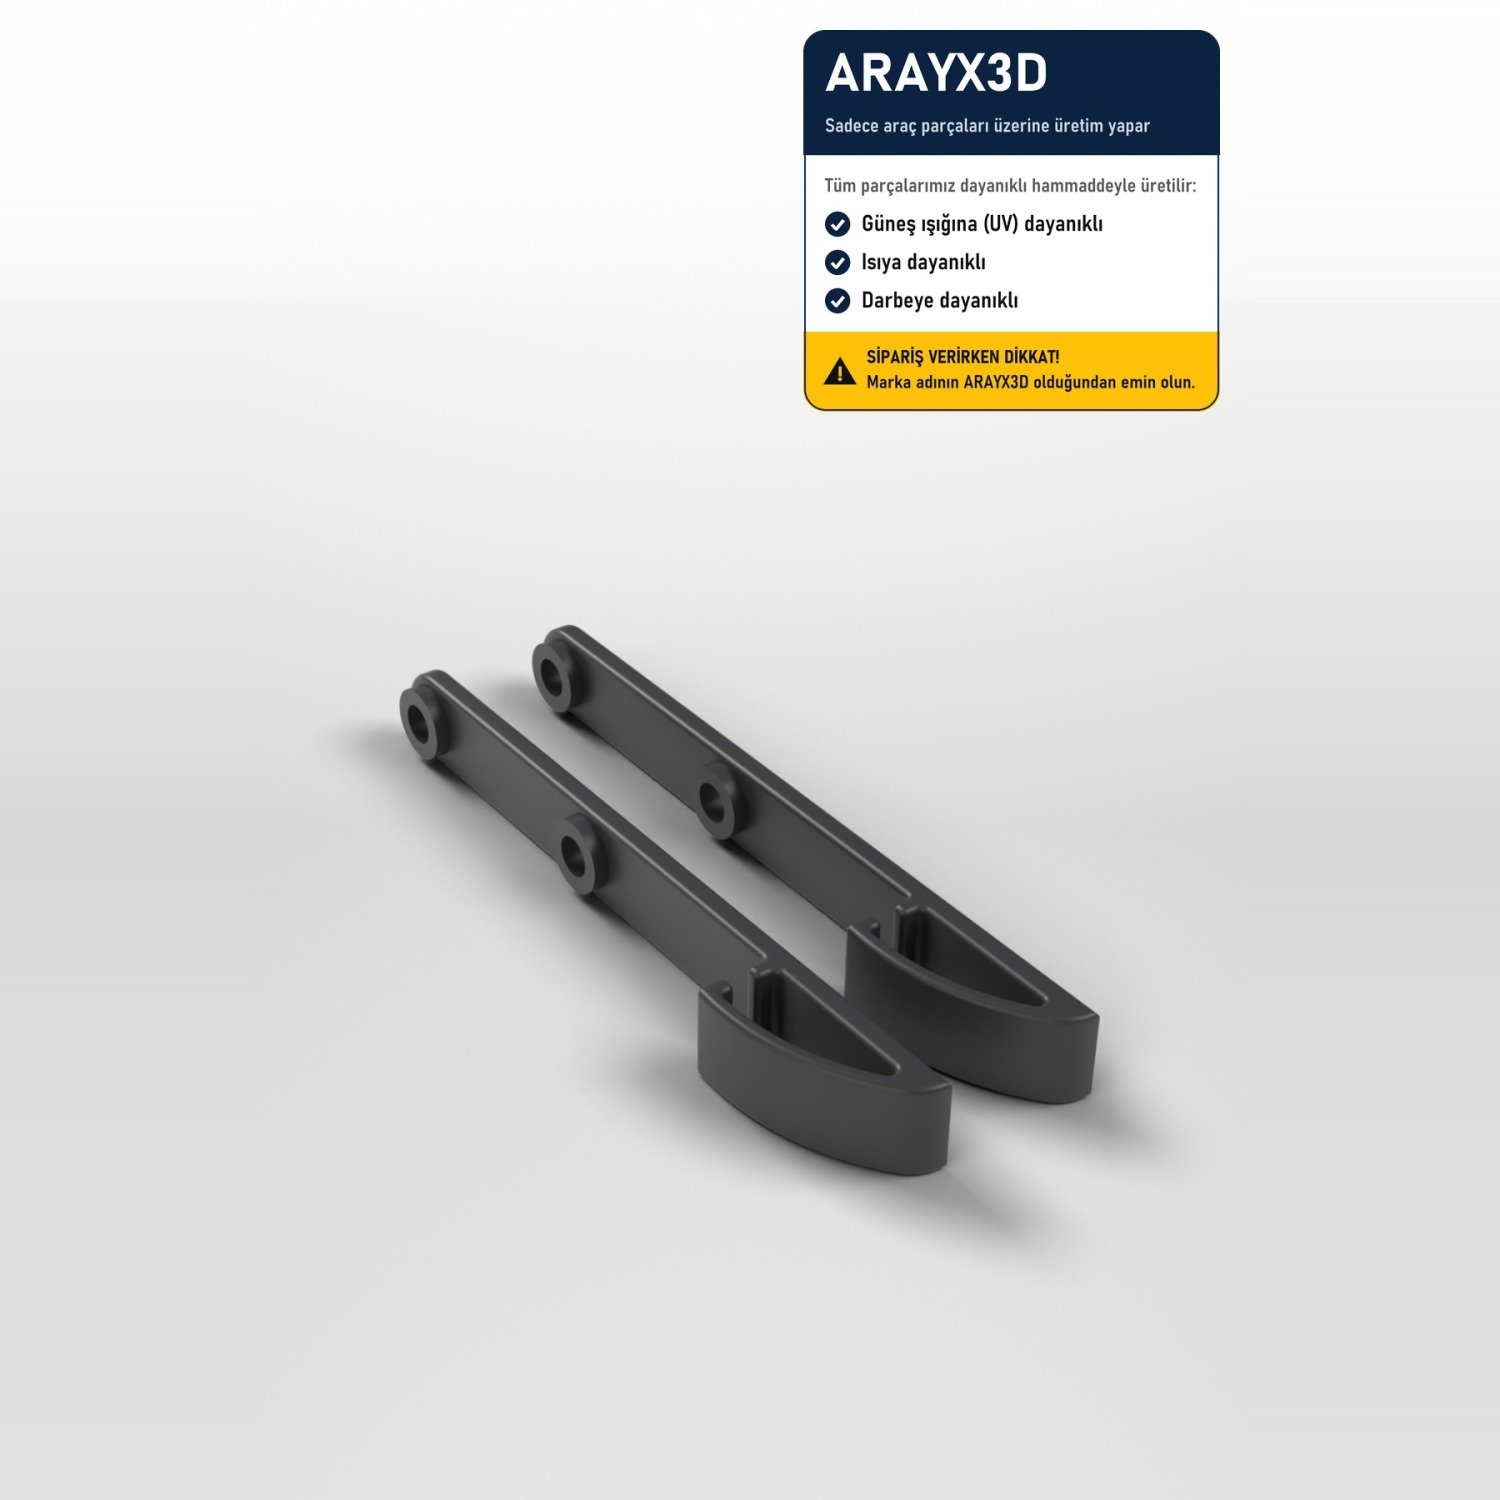 ARAYX3D
Sadece araç parçaları üzerine üretim yapar
Tüm parçalarımız dayanıklı hammaddeyle üretilir:
Güneş ışığına (UV) dayanıklı
Isıya dayanıklı
Darbeye dayanıklı
SİPARİŞ VERİRKEN DİKKAT!
Marka adının ARAYX3D olduğundan emin olun.